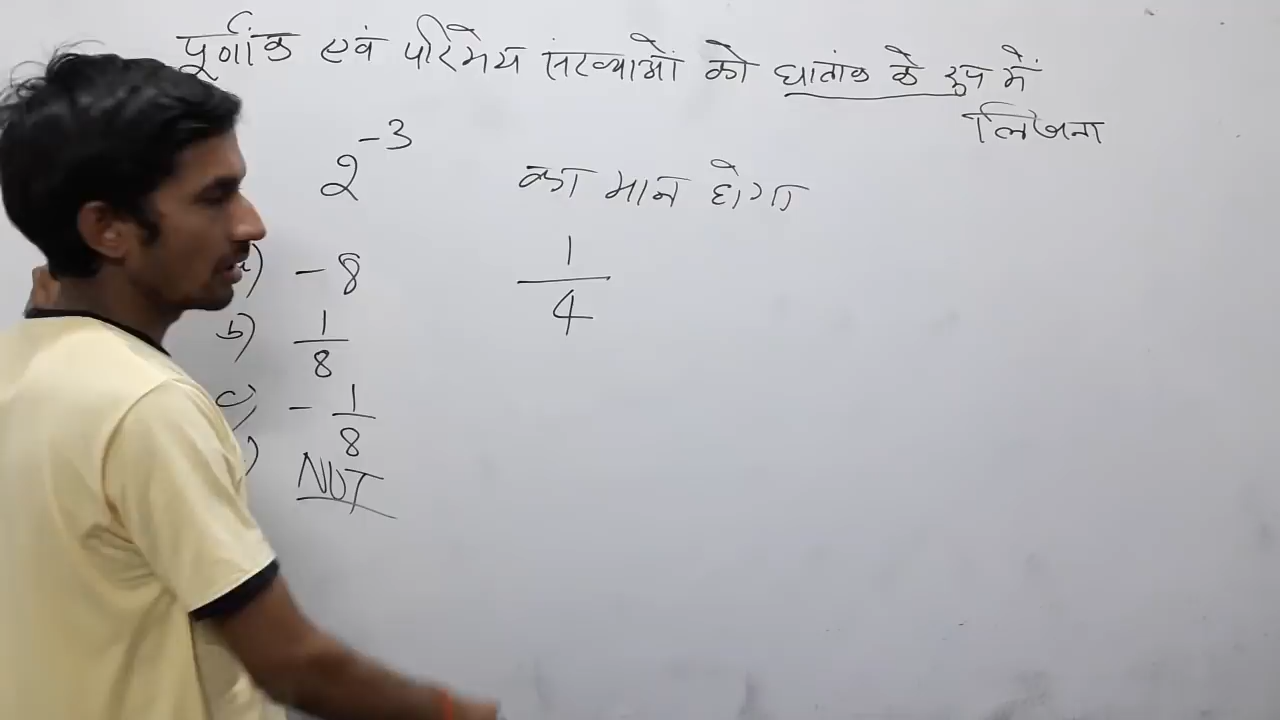 पूर्णांक एवं परिमेय संख्याओं को घातांक के रूप में
लिखना
2^-3 का मान होगा
a) -8
b) 1/8
c) - 1/8
) NOT
1/4